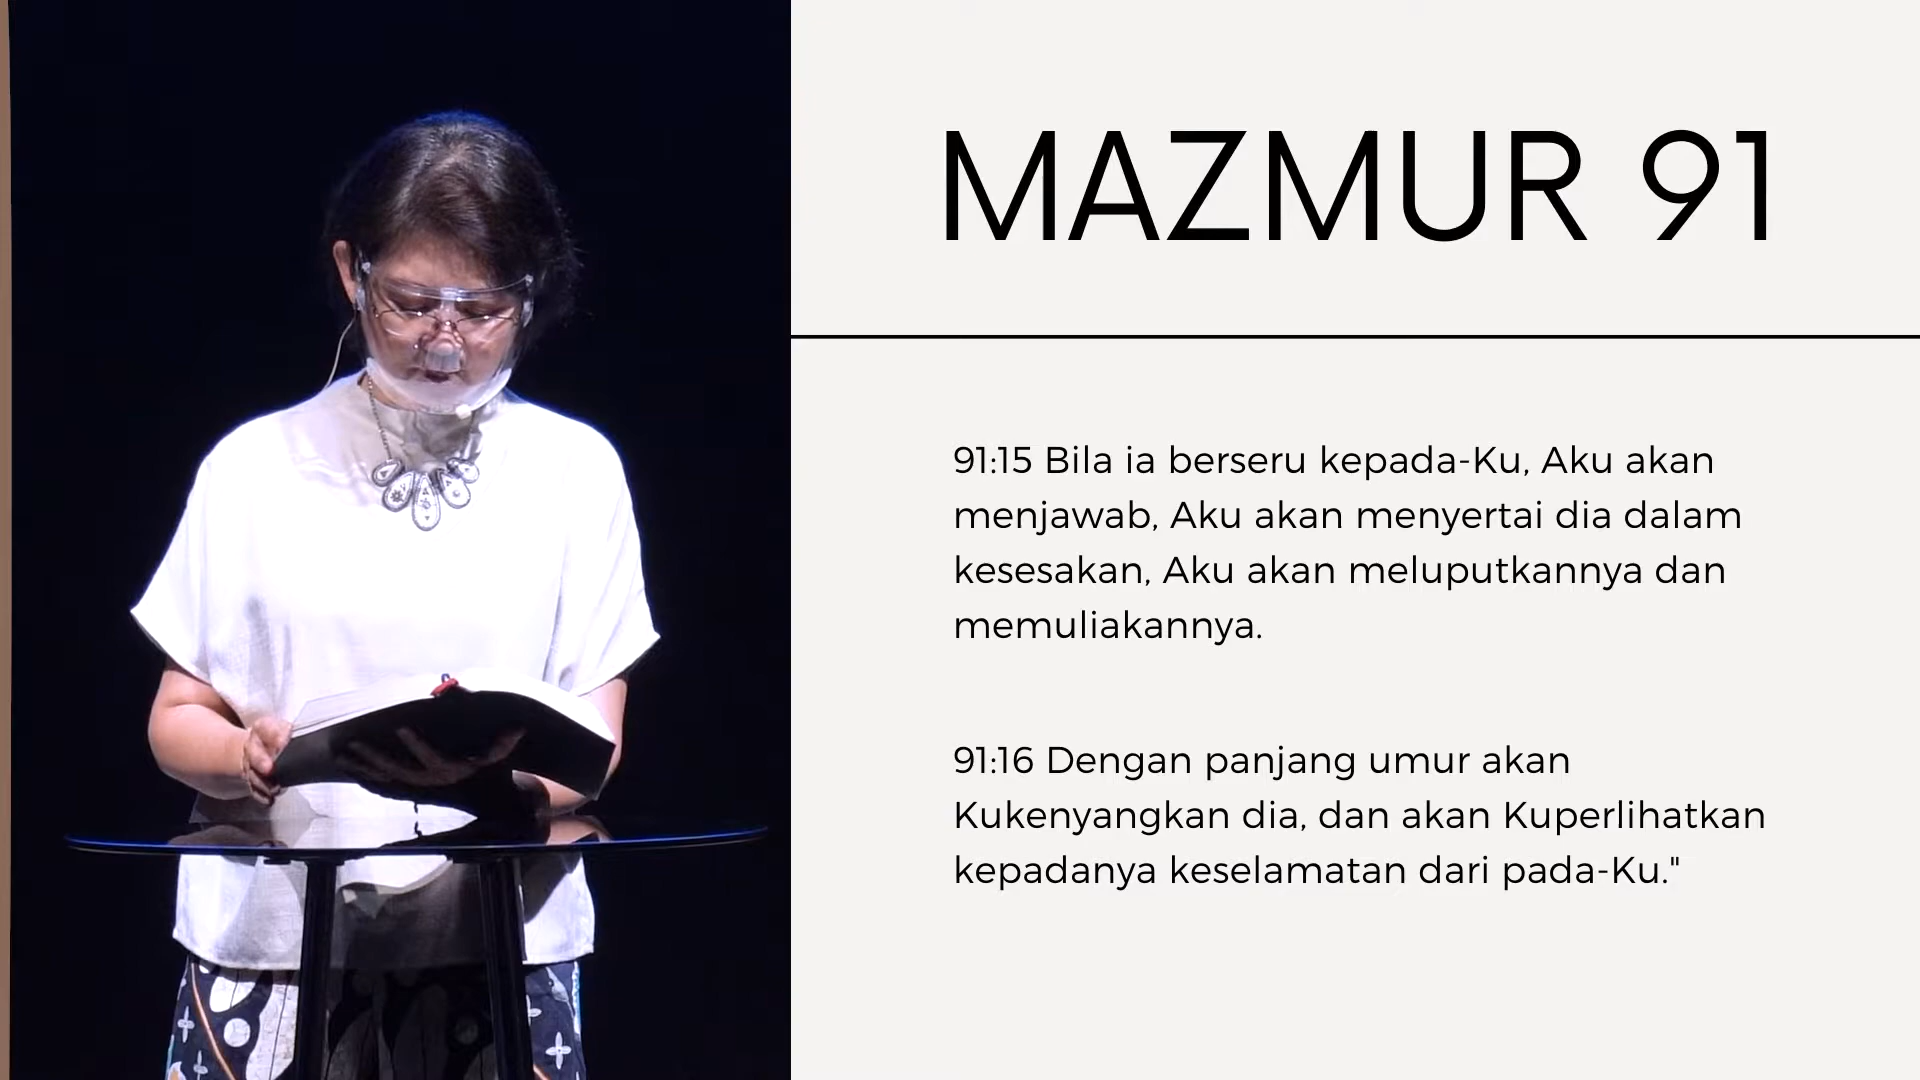 MAZMUR 91
91:15 Bila ia berseru kepada-Ku, Aku akan
menjawab, Aku akan menyertai dia dalam
kesesakan, Aku akan meluputkannya dan
memuliakannya.
91:16 Dengan panjang umur akan
Kukenyangkan dia, dan akan Kuperlihatkan
kepadanya keselamatan dari pada-Ku."